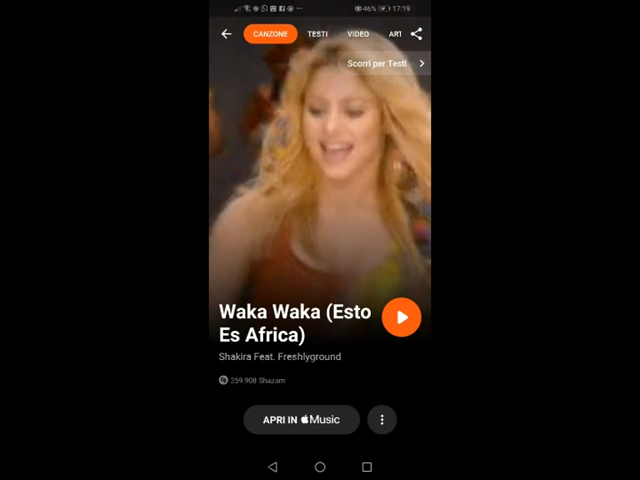 46% 17:19
CANZONE TESTI VIDEO ART
Scorri per Testi
Waka Waka (Esto
Es Africa)
Shakira Feat. Freshlyground
259.908 Shazam
APRI IN Music